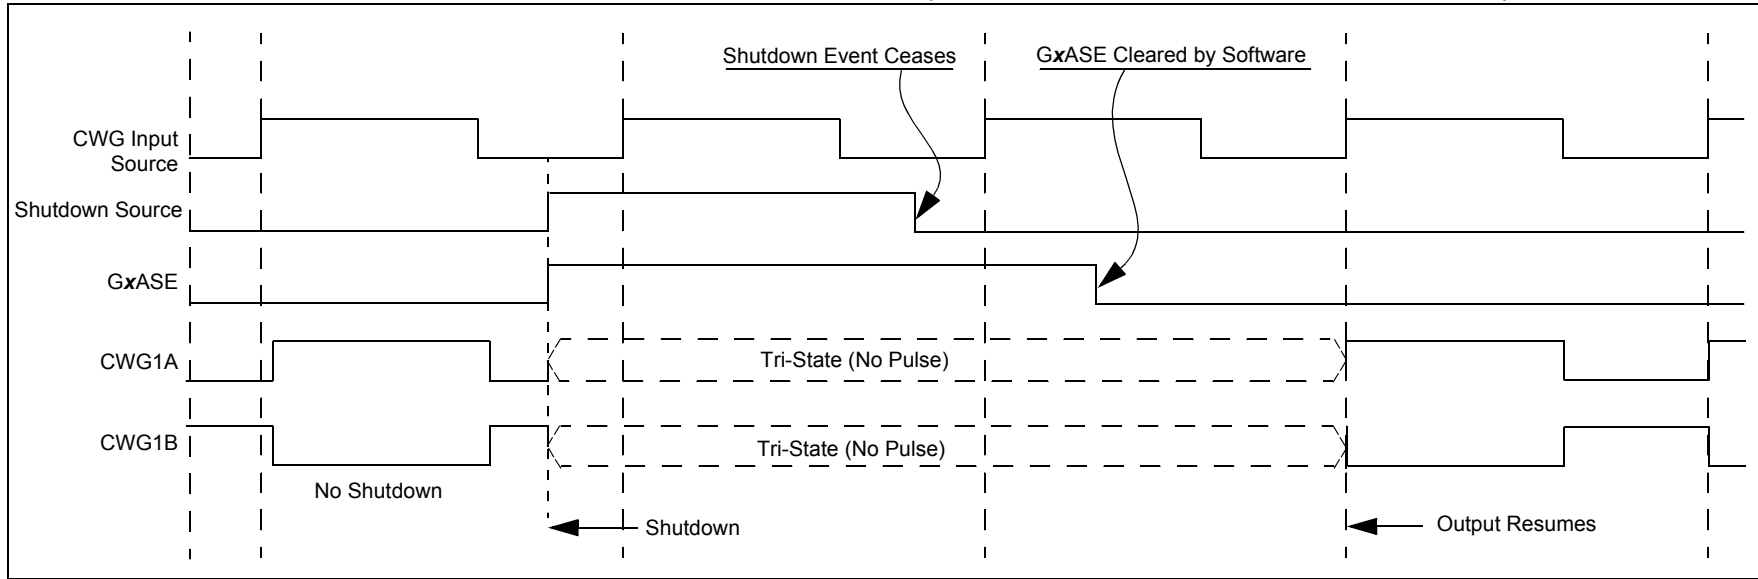 Shutdown Event Ceases
GxASE Cleared by Software
CWG Input
Source
Shutdown Source
GxASE
CWG1A
Tri-State (No Pulse)
CWG1B
Tri-State (No Pulse)
No Shutdown
Shutdown
Output Resumes